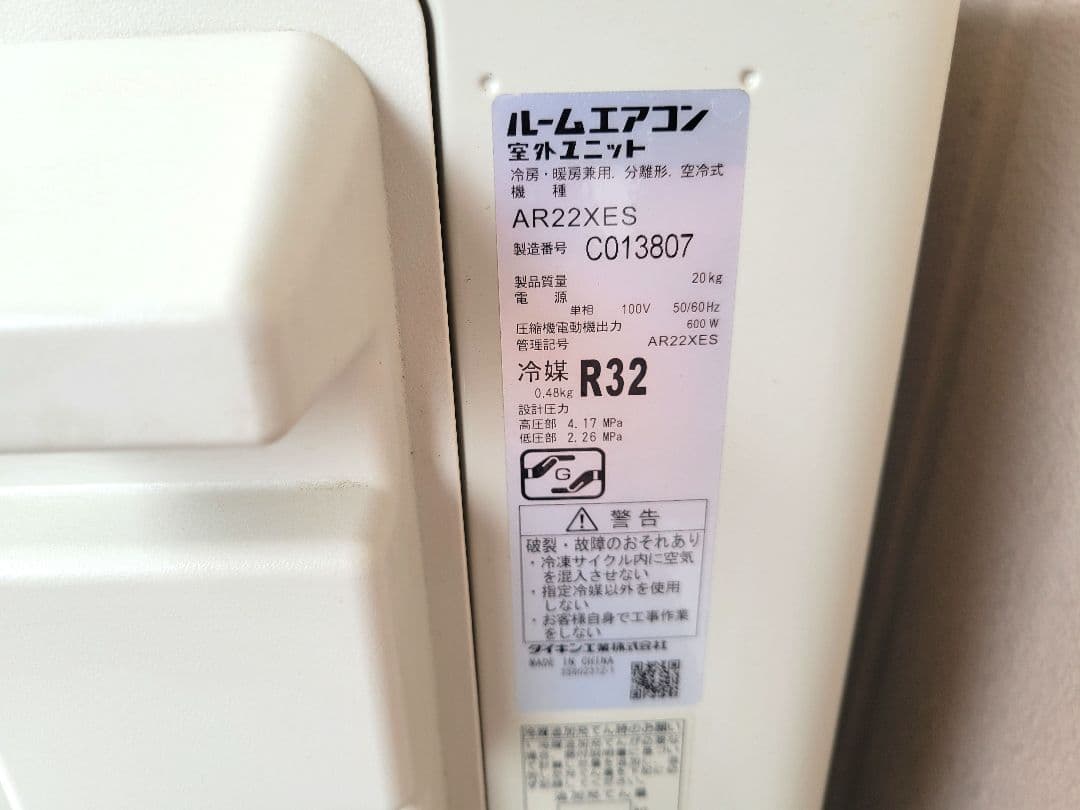 ルームエアコン
室外ユニット
冷房・暖房兼用．分離形．空冷式
機 種
AR22XES
製造番号 C013807
製品質量 20kg
電 源
単相 100V 50/60Hz
圧縮機電動機出力 600W
管理記号 AR22XES
冷媒 R32
0.48kg
設計圧力
高圧部 4.17 MPa
低圧部 2.26 MPa
G
警告
破裂・故障のおそれあり
・冷凍サイクル内に空気
を混入させない
・指定冷媒以外を使用
しない
・お客様自身で工事作業
をしない
ダイキン工業株式会社
MADE IN CHINA